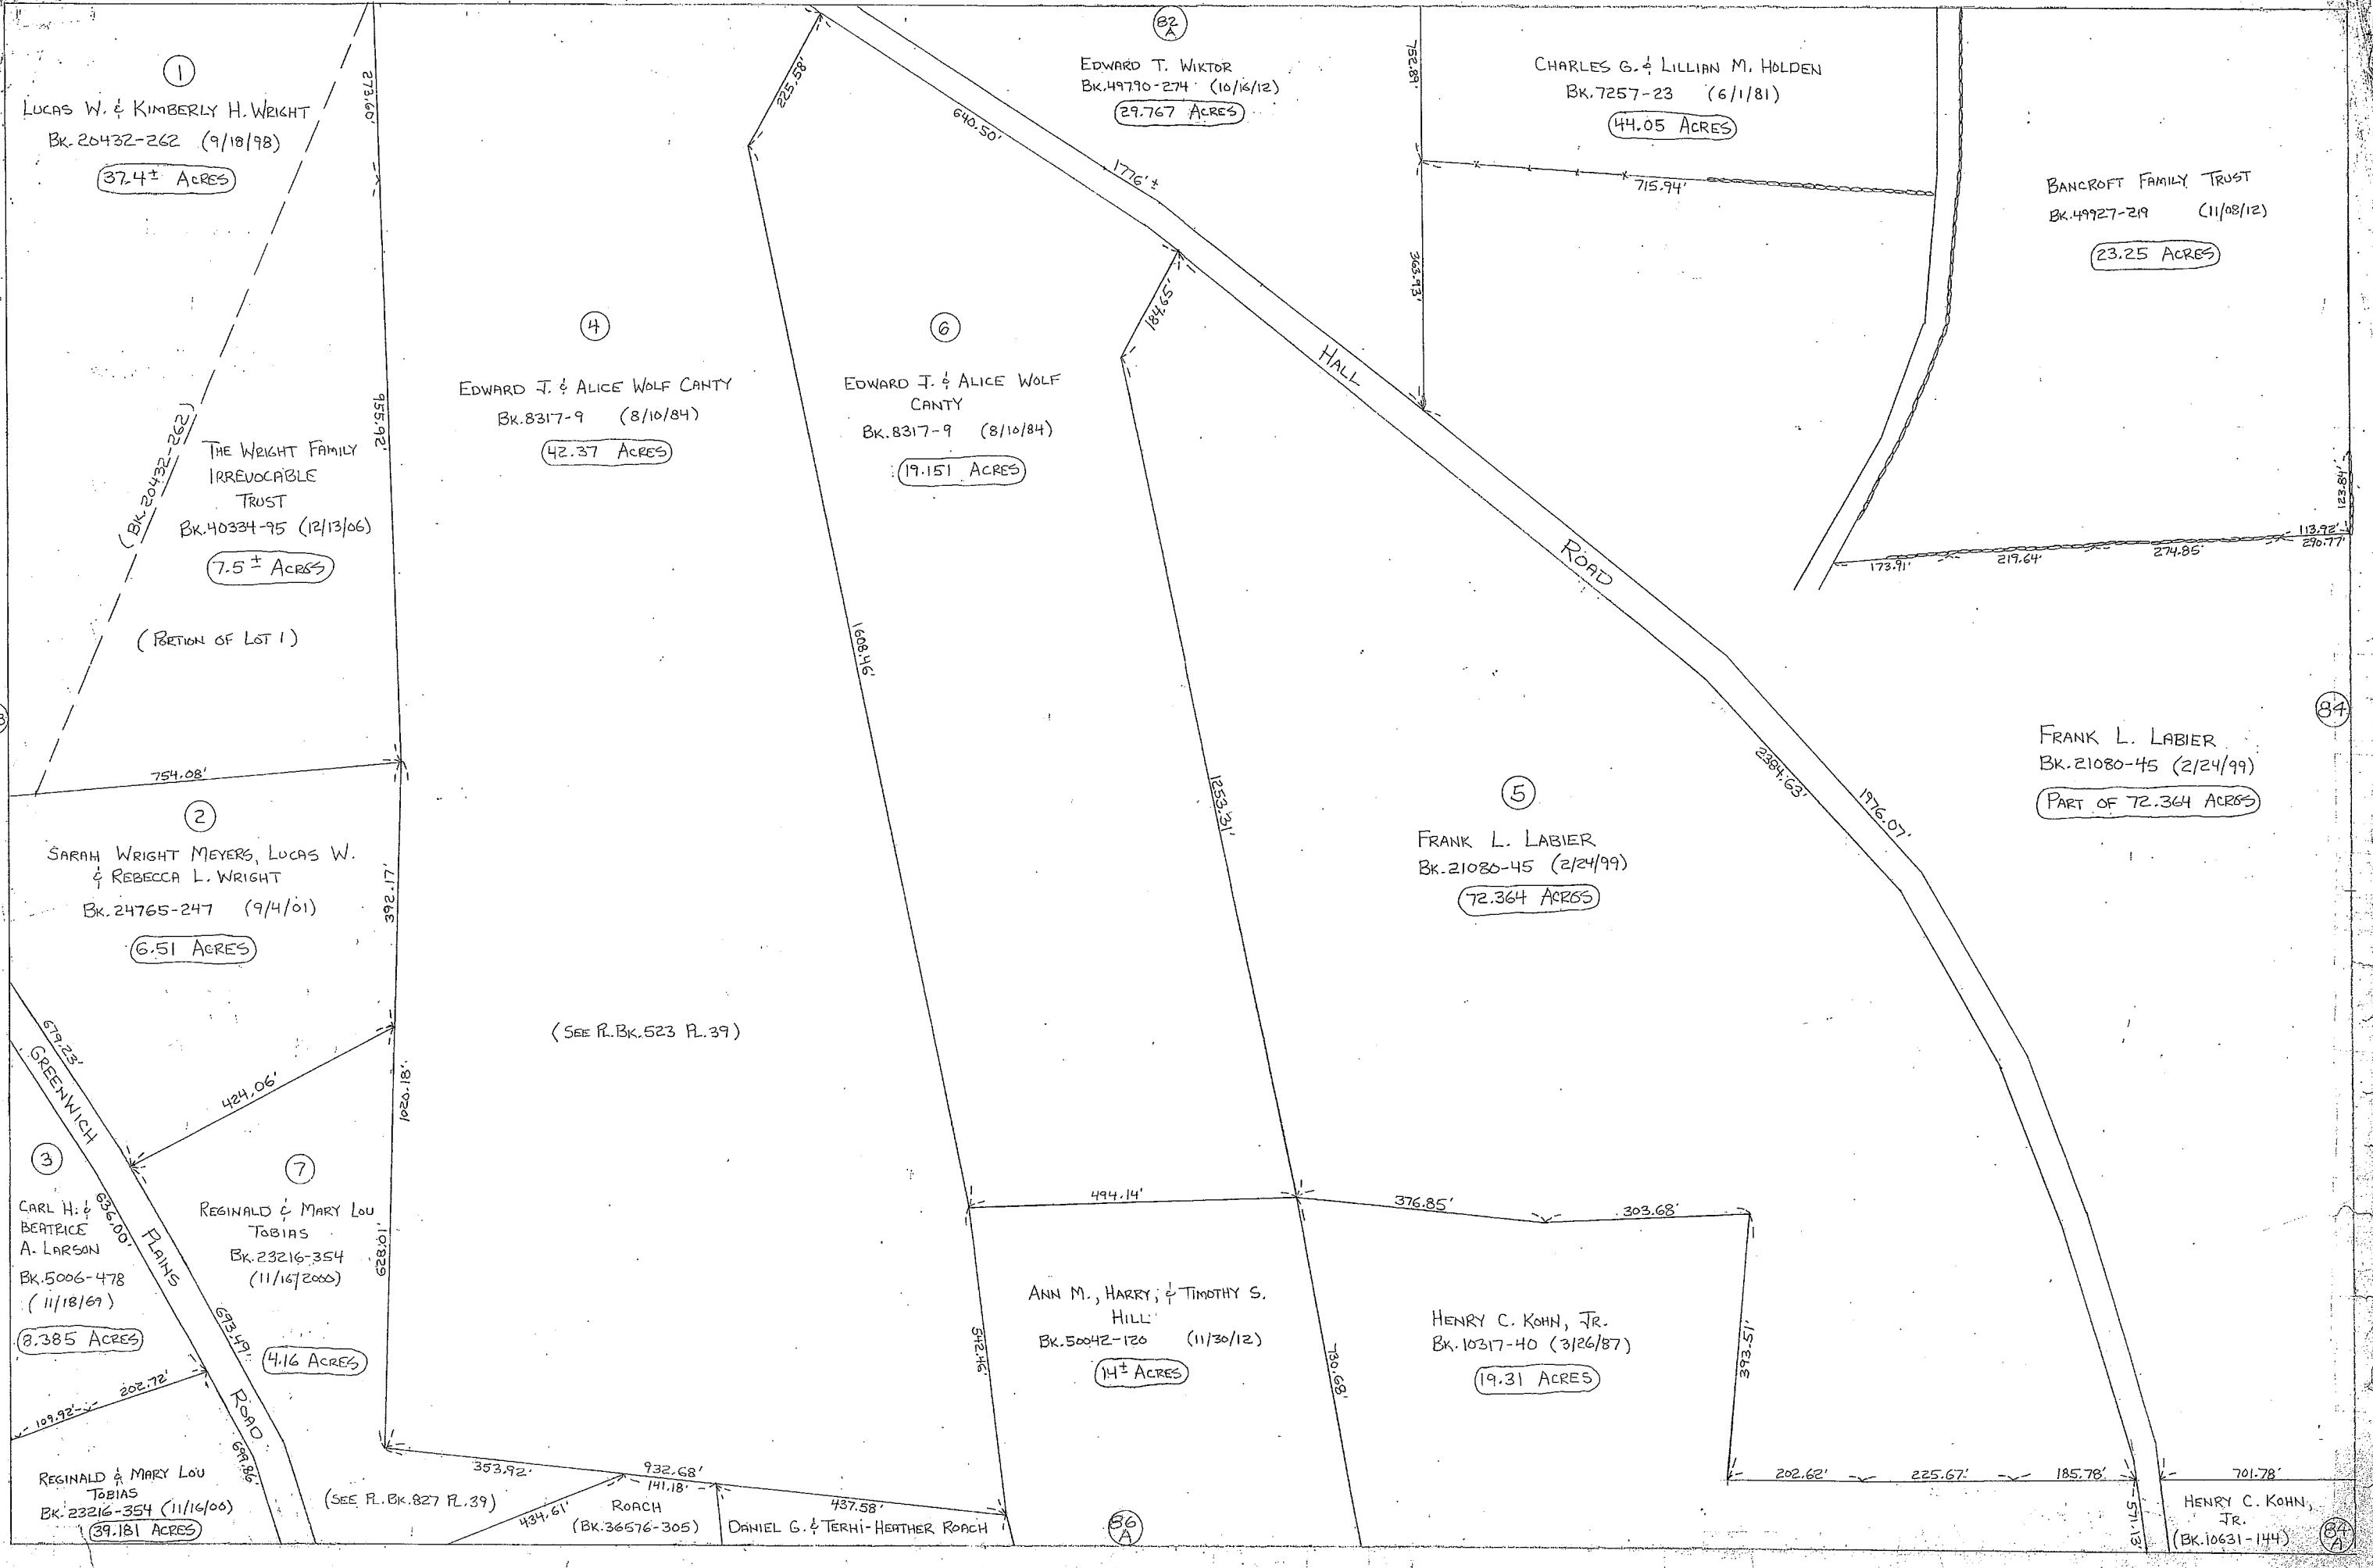 1
LUCAS W. & KIMBERLY H. WRIGHT
BK. 20432-262 (9/18/98)
37.4± ACRES
273.60'
955.92'
(BK. 20432-262)
THE WRIGHT FAMILY
IRREVOCABLE
TRUST
BK. 40334-95 (12/13/06)
7.5± ACRES
(PORTION OF LOT 1)
754.08'
2
SARAH WRIGHT MEYERS, LUCAS W.
& REBECCA L. WRIGHT
BK. 24765-247 (9/4/01)
6.51 ACRES
392.17'
679.23'
424.06'
1020.18'
GREENWICH PLAINS ROAD
3
CARL H. &
BEATRICE
A. LARSON
BK. 5006-478
(11/18/69)
8.385 ACRES
636.00'
7
REGINALD & MARY LOU
TOBIAS
BK. 23216-354
(11/16/2000)
4.16 ACRES
628.01'
693.49'
202.72'
109.92'
699.86'
REGINALD & MARY LOU
TOBIAS
BK. 23216-354 (11/16/00)
39.181 ACRES
(SEE PL. BK. 827 PL. 39)
4
EDWARD J. & ALICE WOLF CANTY
BK. 8317-9 (8/10/84)
42.37 ACRES
(SEE PL. BK. 523 PL. 39)
225.58'
640.50'
1608.46'
6
EDWARD J. & ALICE WOLF
CANTY
BK. 8317-9 (8/10/84)
19.151 ACRES
184.65'
1253.31'
82
A
EDWARD T. WIKTOR
BK. 49790-274 (10/16/12)
29.767 ACRES
1776'±
752.89'
363.93'
CHARLES G. & LILLIAN M. HOLDEN
BK. 7257-23 (6/1/81)
44.05 ACRES
715.94'
BANCROFT FAMILY TRUST
BK. 49927-219 (11/08/12)
23.25 ACRES
123.84'
113.92'
290.77'
274.85'
219.64'
173.91'
HALL ROAD
84
FRANK L. LABIER
BK. 21080-45 (2/24/99)
PART OF 72.364 ACRES
5
FRANK L. LABIER
BK. 21080-45 (2/24/99)
72.364 ACRES
2384.63'
1976.07'
494.14'
376.85'
303.68'
ANN M., HARRY, & TIMOTHY S.
HILL
BK. 50042-120 (11/30/12)
14± ACRES
542.46'
730.68'
HENRY C. KOHN, JR.
BK. 10317-40 (3/26/87)
19.31 ACRES
393.51'
353.92'
932.68'
141.18'
434.61'
437.58'
ROACH
(BK. 36576-305)
DANIEL G. & TERHI-HEATHER ROACH
86
A
202.62'
225.67'
185.78'
701.78'
571.13'
HENRY C. KOHN,
JR.
(BK. 10631-144)
84
A